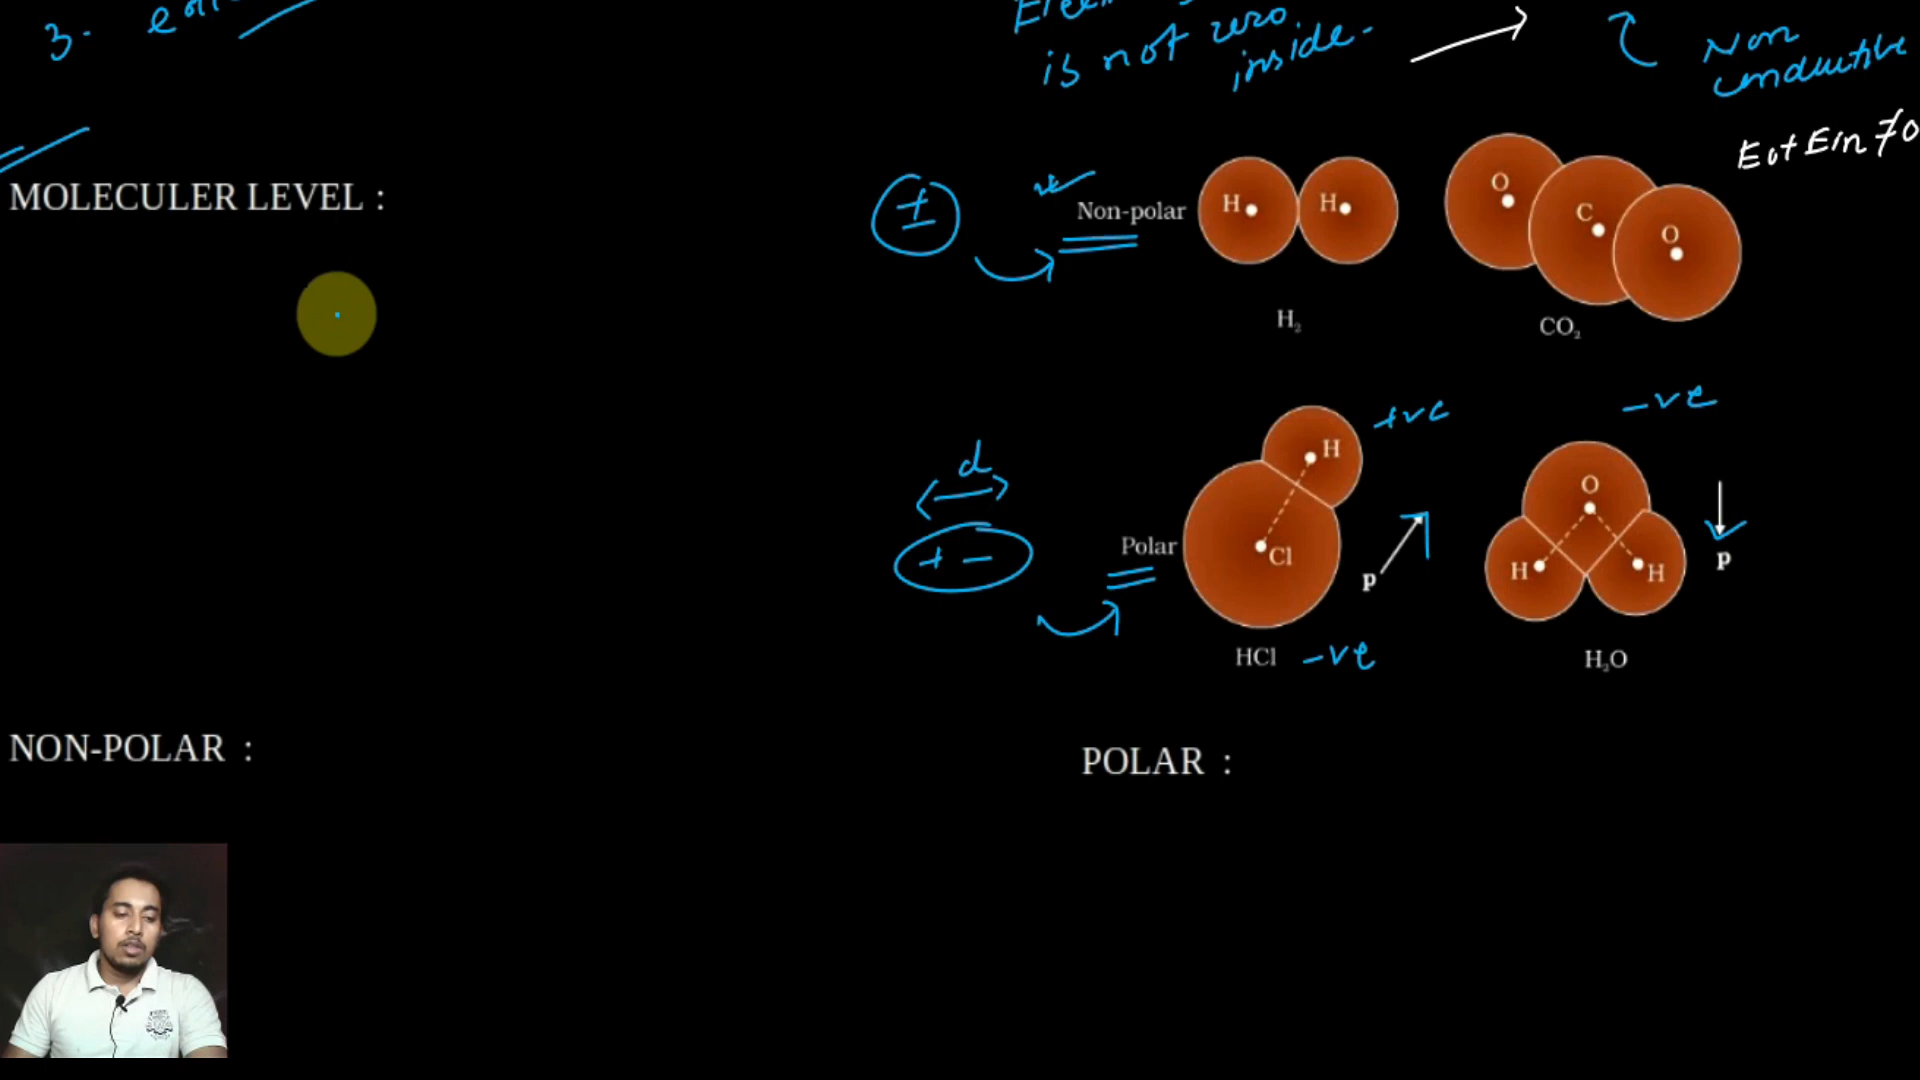 3.
is not zero
inside.
Non
E0+Ein≠0
MOLECULER LEVEL :
±
Non-polar
H H
O
C
O
H₂
CO₂
+ve
-ve
d
+ -
Polar
H
Cl
p
O
H H
p
HCl -ve
H₂O
NON-POLAR :
POLAR :